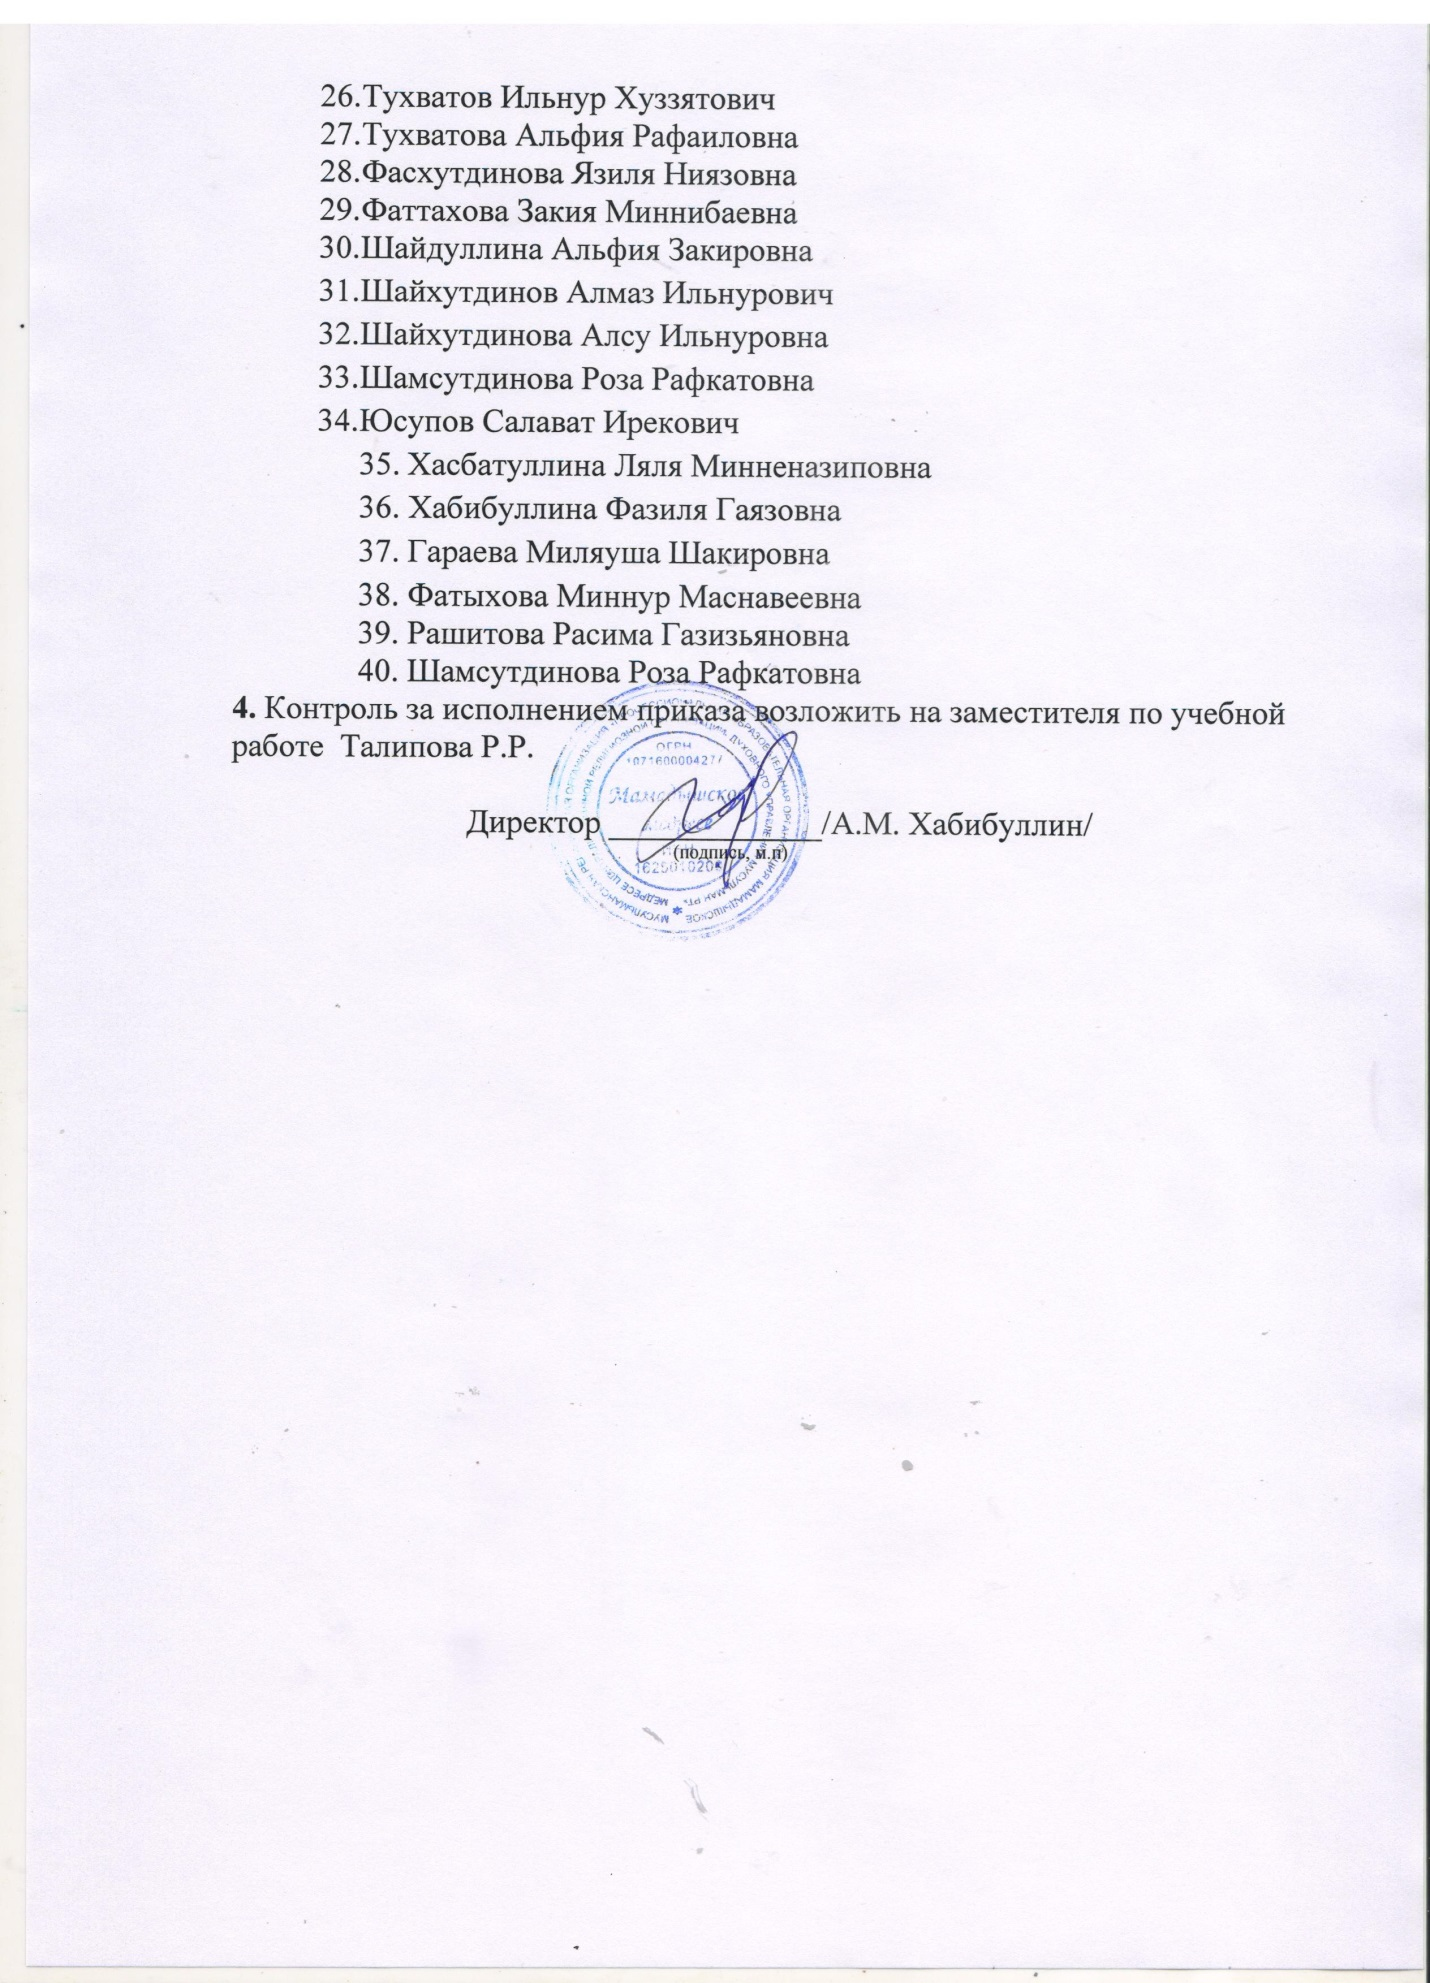 26.Тухватов Ильнур Хуззятович
27.Тухватова Альфия Рафаиловна
28.Фасхутдинова Язиля Ниязовна
29.Фаттахова Закия Миннибаевна
30.Шайдуллина Альфия Закировна
31.Шайхутдинов Алмаз Ильнурович
32.Шайхутдинова Алсу Ильнуровна
33.Шамсутдинова Роза Рафкатовна
34.Юсупов Салават Ирекович
35. Хасбатуллина Ляля Минненазиповна
36. Хабибуллина Фазиля Гаязовна
37. Гараева Миляуша Шакировна
38. Фатыхова Миннур Маснавеевна
39. Рашитова Расима Газизьяновна
40. Шамсутдинова Роза Рафкатовна
4. Контроль за исполнением приказа возложить на заместителя по учебной
работе Талипова Р.Р.
ОГРН
Директор _____________/А.М. Хабибуллин/
(подпись, м.п)